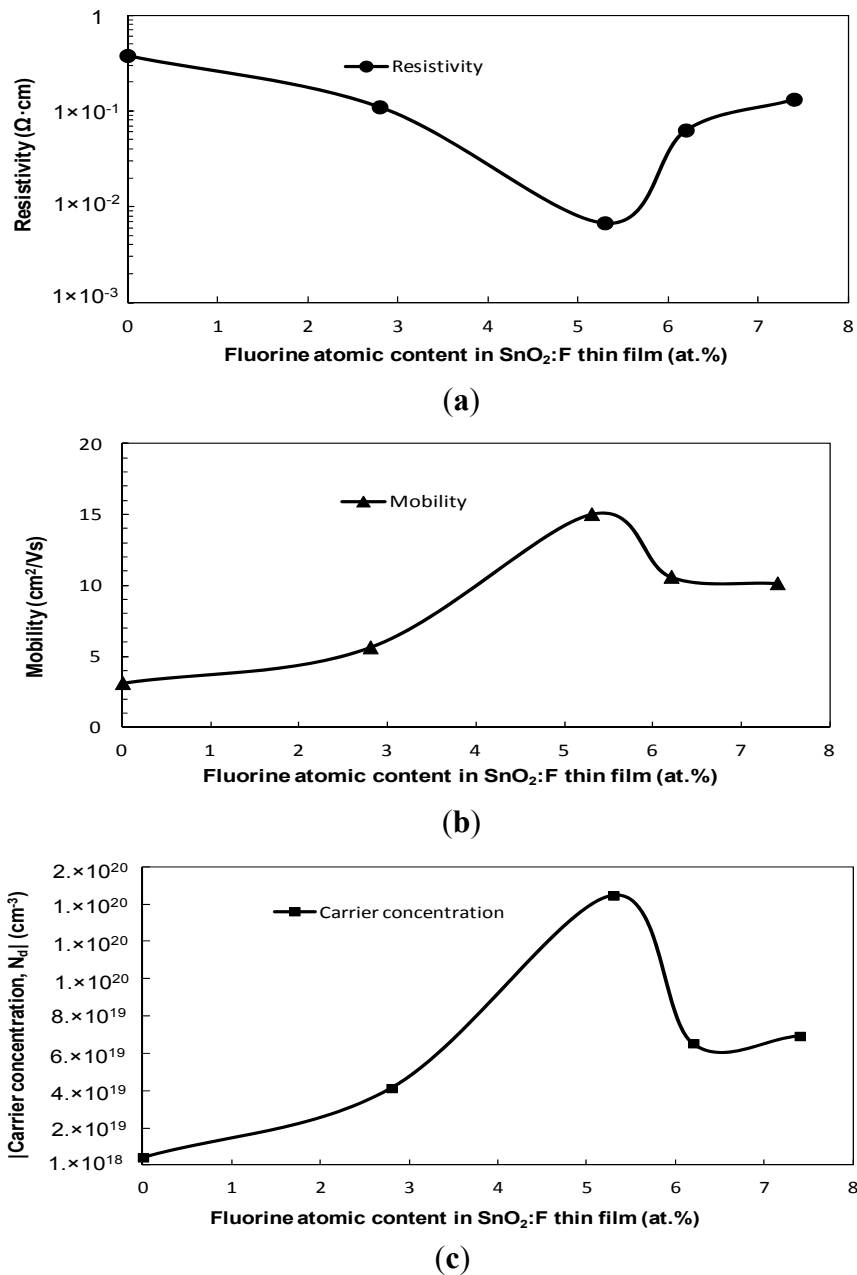 1
1×10⁻¹
1×10⁻²
1×10⁻³
Resistivity (Ω·cm)
Resistivity
0 1 2 3 4 5 6 7 8
Fluorine atomic content in SnO₂:F thin film (at.%)
(a)
20
15
10
5
0
Mobility (cm²/Vs)
Mobility
0 1 2 3 4 5 6 7 8
Fluorine atomic content in SnO₂:F thin film (at.%)
(b)
2.×10²⁰
1.×10²⁰
1.×10²⁰
1.×10²⁰
8.×10¹⁹
6.×10¹⁹
4.×10¹⁹
2.×10¹⁹
1.×10¹⁸
|Carrier concentration, N_d| (cm⁻³)
Carrier concentration
0 1 2 3 4 5 6 7 8
Fluorine atomic content in SnO₂:F thin film (at.%)
(c)